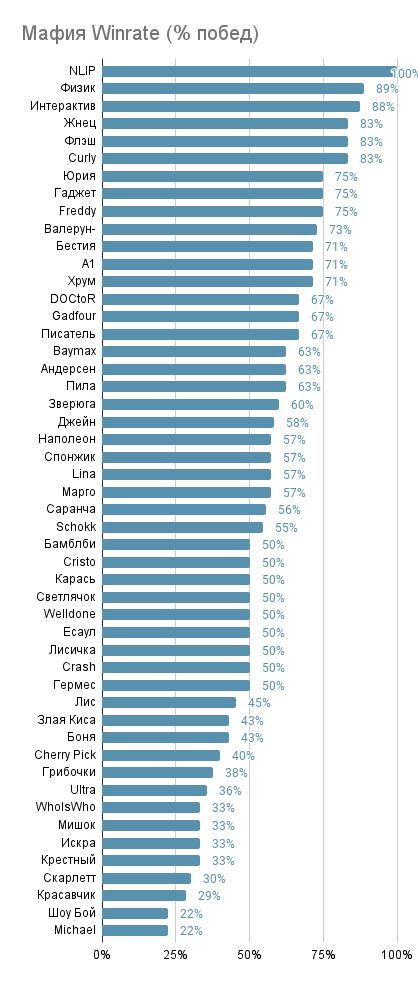 Мафия Winrate (% побед)
NLIP 100%
Физик 89%
Интерактив 88%
Жнец 83%
Флэш 83%
Curly 83%
Юрия 75%
Гаджет 75%
Freddy 75%
Валерун- 73%
Бестия 71%
A1 71%
Хрум 71%
DOCtoR 67%
Gadfour 67%
Писатель 67%
Baymax 63%
Андерсен 63%
Пила 63%
Зверюга 60%
Джейн 58%
Наполеон 57%
Спонжик 57%
Lina 57%
Марго 57%
Саранча 56%
Schokk 55%
Бамблби 50%
Cristo 50%
Карась 50%
Светлячок 50%
Welldone 50%
Есаул 50%
Лисичка 50%
Crash 50%
Гермес 50%
Лис 45%
Злая Киса 43%
Боня 43%
Cherry Pick 40%
Грибочки 38%
Ultra 36%
WhoIsWho 33%
Мишок 33%
Искра 33%
Крестный 33%
Скарлетт 30%
Красавчик 29%
Шоу Бой 22%
Michael 22%
0% 25% 50% 75% 100%